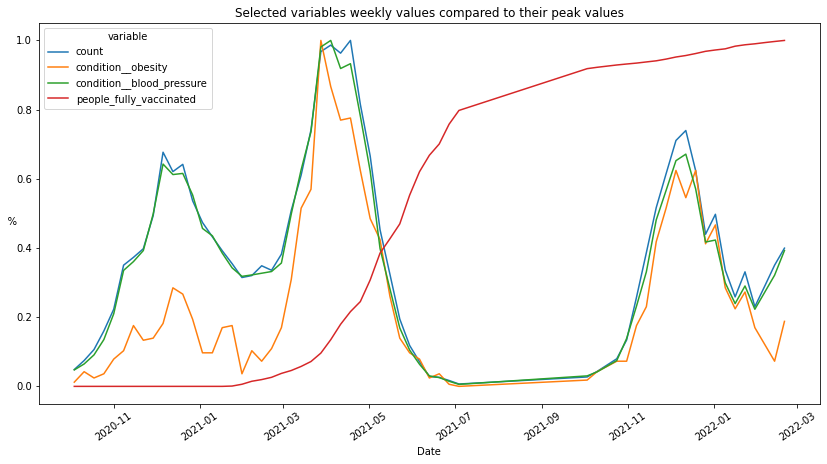 Selected variables weekly values compared to their peak values
variable
count
condition__obesity
condition__blood_pressure
people_fully_vaccinated
1.0
0.8
0.6
0.4
0.2
0.0
%
2020-11
2021-01
2021-03
2021-05
2021-07
2021-09
2021-11
2022-01
2022-03
Date